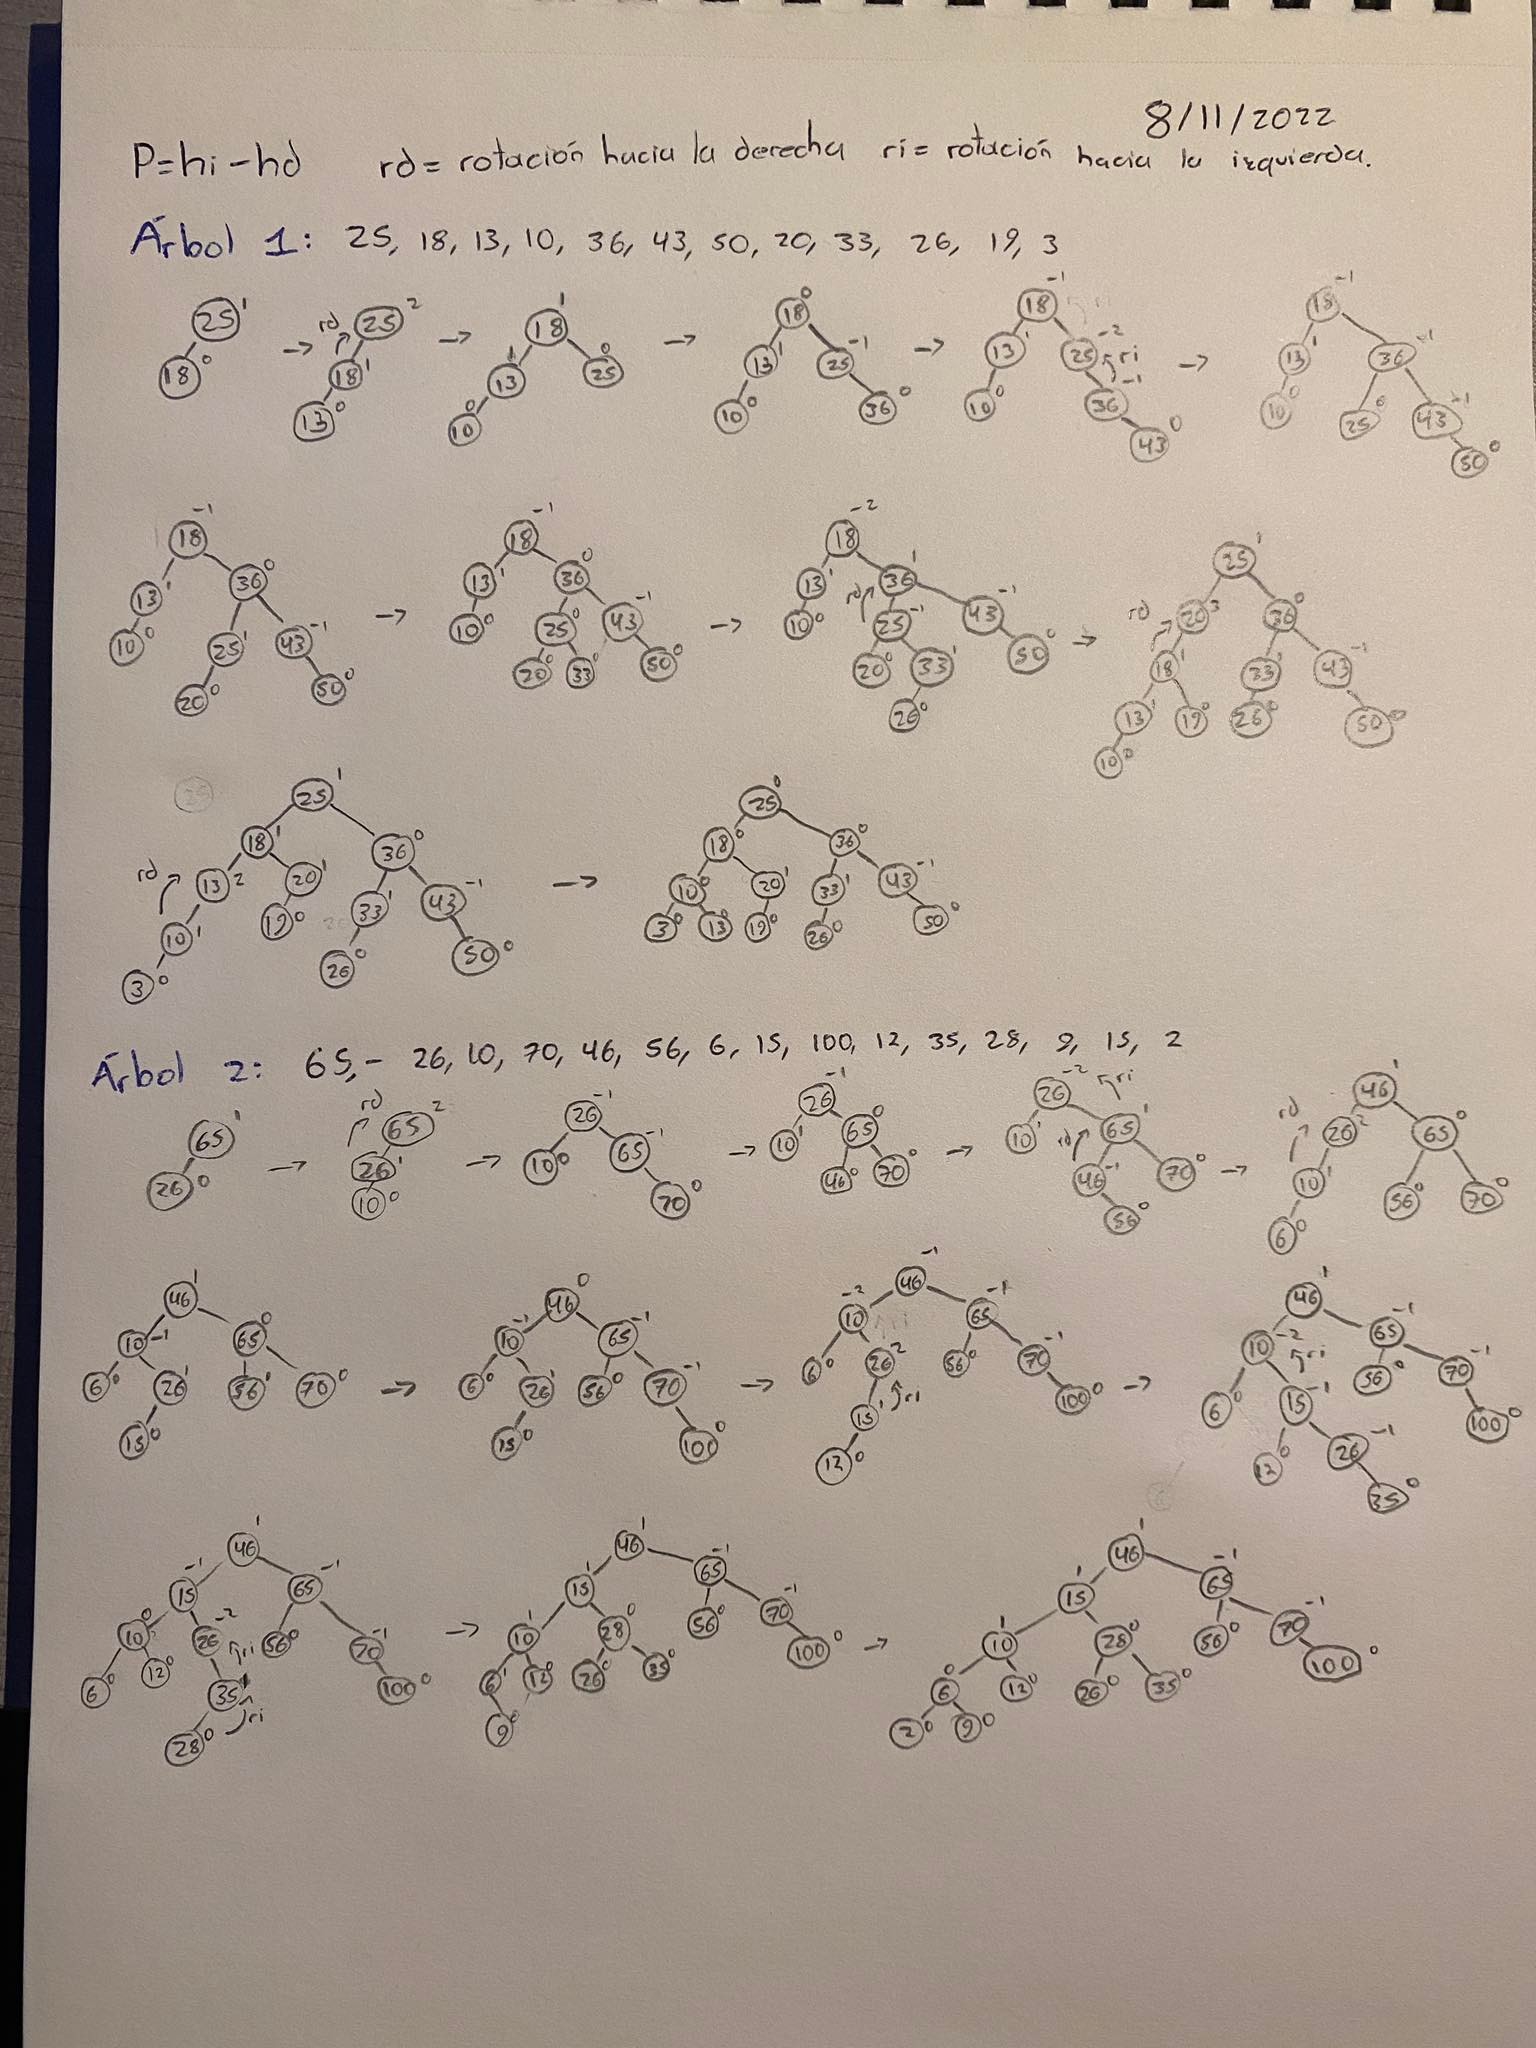 8/11/2022
P=hi-hd rd= rotación hacia la derecha ri= rotación hacia la izquierda.
Árbol 1: 25, 18, 13, 10, 36, 43, 50, 20, 33, 26, 19, 3
25 1 18 0 → rd 25 2 18 1 13 0 → 18 1 13 1 25 0 10 0 → 18 0 13 1 25 -1 10 0 36 0 → 18 -1 13 1 25 -2 ri 10 0 36 -1 43 0 → 18 -1 13 1 36 -1 10 0 25 0 43 -1 50 0
18 -1 13 1 36 0 10 0 25 1 43 -1 20 0 50 0 → 18 -1 13 1 36 0 10 0 25 0 43 -1 20 0 33 0 50 0 → 18 -2 13 1 rd 36 1 10 0 25 -1 43 -1 20 0 33 1 50 0 26 0 → 25 1 rd 20 3 36 0 18 1 33 1 43 -1 13 1 19 0 26 0 50 0 10 0
25 1 18 1 36 0 rd 13 2 20 1 33 1 43 -1 10 1 19 0 26 0 50 0 3 0 → 25 0 18 0 36 0 10 0 20 1 33 1 43 -1 3 0 13 0 19 0 26 0 50 0
Árbol 2: 65,- 26, 10, 70, 46, 56, 6, 15, 100, 12, 35, 28, 9, 15, 2
65 1 26 0 → rd 65 2 26 1 10 0 → 26 -1 10 0 65 -1 70 0 → 26 -1 10 1 65 0 46 0 70 0 → 26 -2 ri 10 1 rd 65 1 46 -1 70 0 56 0 → 46 1 rd 26 2 65 0 10 1 56 0 70 0 6 0
46 1 10 -1 65 0 6 0 26 1 56 1 70 0 15 0 → 46 0 10 -1 65 -1 6 0 26 1 56 0 70 -1 15 0 100 0 → 46 -1 10 -2 65 -1 6 0 26 2 56 0 70 -1 15 1 ri 100 0 12 0 → 46 1 10 -2 ri 65 -1 6 0 15 -1 56 0 70 -1 12 0 26 -1 100 0 35 0
46 1 15 -1 65 -1 10 0 26 -2 ri 56 0 70 -1 6 0 12 0 35 1 100 0 28 0 ri → 46 1 15 1 65 -1 10 1 28 0 56 0 70 -1 6 1 12 0 26 0 35 0 100 0 9 0 → 46 1 15 1 65 -1 10 1 28 0 56 0 70 -1 6 0 12 0 26 0 35 0 100 0 2 0 9 0